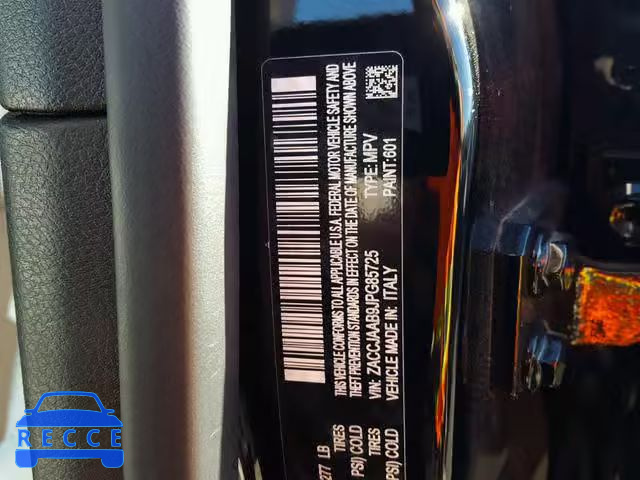 THIS VEHICLE CONFORMS TO ALL APPLICABLE U.S.A. FEDERAL MOTOR VEHICLE SAFETY AND
THEFT PREVENTION STANDARDS IN EFFECT ON THE DATE OF MANUFACTURE SHOWN ABOVE
VIN: ZACCJAAB9JPG85725 TYPE:MPV
VEHICLE MADE IN: ITALY PAINT:601
277 LB
TIRES
PSI) COLD
TIRES
PSI) COLD
RECCE